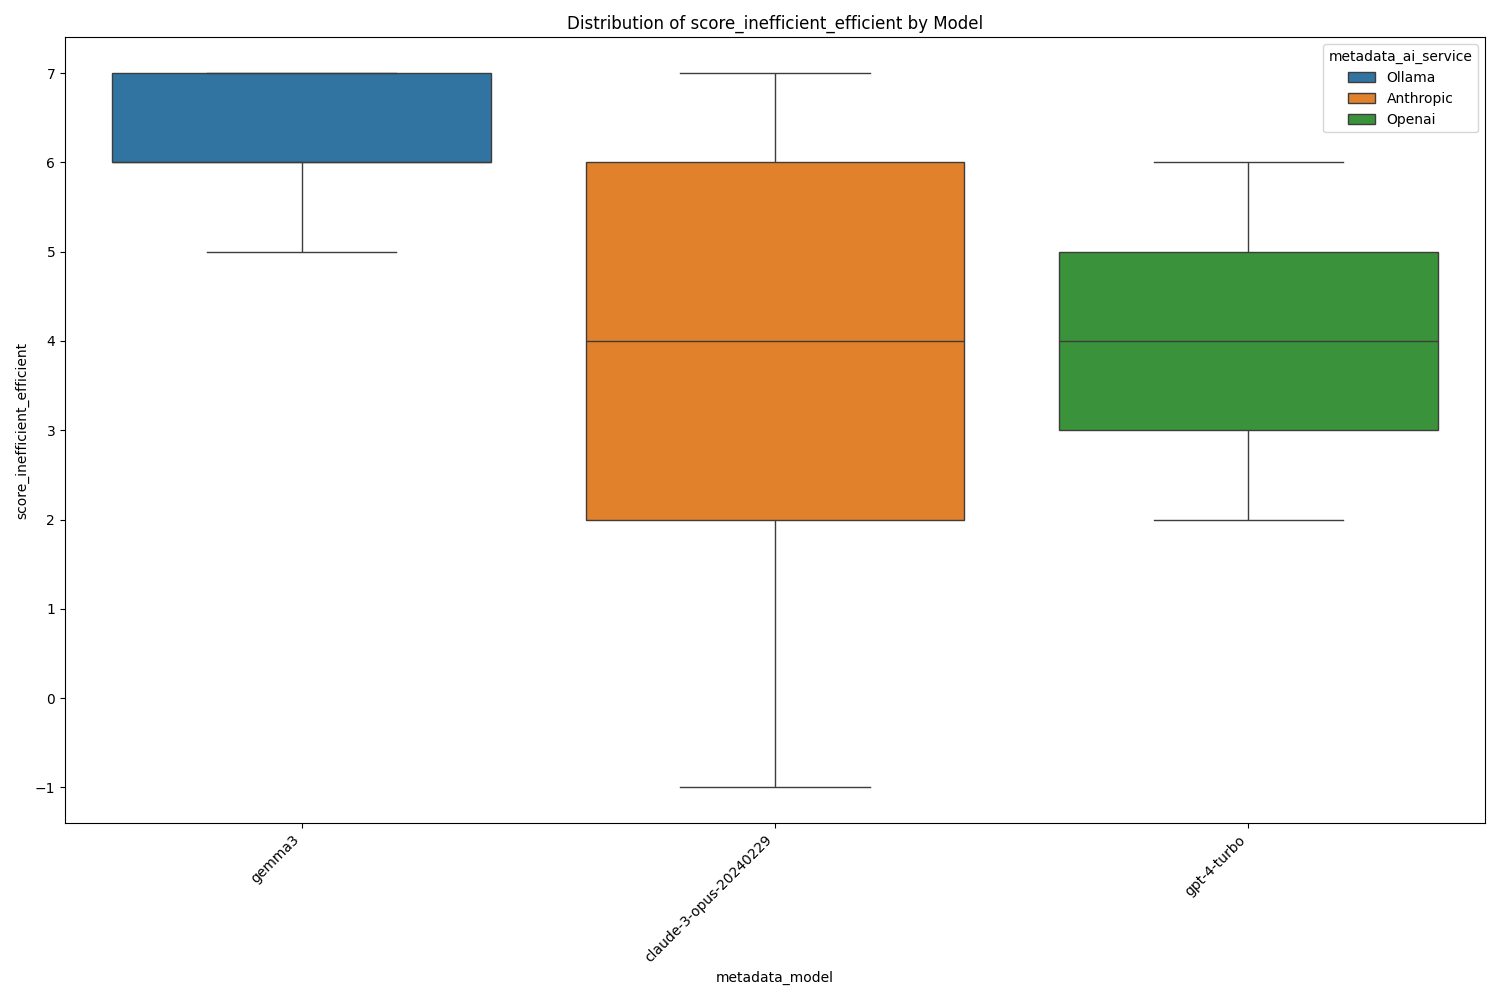 Distribution of score_inefficient_efficient by Model
metadata_ai_service
Ollama
Anthropic
Openai
score_inefficient_efficient
7
6
5
4
3
2
1
0
−1
gemma3
claude-3-opus-20240229
gpt-4-turbo
metadata_model